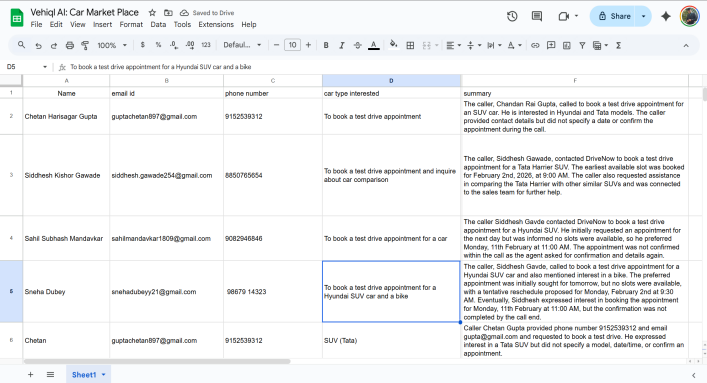 Vehiql AI: Car Market Place
Saved to Drive
File Edit View Insert Format Data Tools Extensions Help
Share
100% $ % .0 .00 123 Defaul... 10 B I A
D5 To book a test drive appointment for a Hyundai SUV car and a bike
A B C D F
1 Name email id phone number car type interested summary
2 Chetan Harisagar Gupta guptachetan897@gmail.com 9152539312 To book a test drive appointment
The caller, Chandan Rai Gupta, called to book a test drive appointment for
an SUV car. He is interested in Hyundai and Tata models. The caller
provided contact details but did not specify a date or confirm the
appointment during the call.
3 Siddhesh Kishor Gawade siddhesh.gawade254@gmail.com 8850765654
To book a test drive appointment and inquire
about car comparison
The caller, Siddhesh Gawade, contacted DriveNow to book a test drive
appointment for a Tata Harrier SUV. The earliest available slot was booked
for February 2nd, 2026, at 9:00 AM. The caller also requested assistance
in comparing the Tata Harrier with other similar SUVs and was connected
to the sales team for further help.
4 Sahil Subhash Mandavkar sahilmandavkar1809@gmail.com 9082946846 To book a test drive appointment for a car
The caller Siddhesh Gavde contacted DriveNow to book a test drive
appointment for a Hyundai SUV. He initially requested an appointment for
the next day but was informed no slots were available, so he preferred
Monday, 11th February at 11:00 AM. The appointment was not confirmed
within the call as the agent asked for confirmation and details again.
5 Sneha Dubey snehadubeyy21@gmail.com 98679 14323
To book a test drive appointment for a
Hyundai SUV car and a bike
The caller, Siddhesh Gavde, called to book a test drive appointment for a
Hyundai SUV car and also mentioned interest in a bike. The preferred
appointment was initially sought for tomorrow, but no slots were available,
with a tentative reschedule proposed for Monday, February 2nd at 9:30
AM. Eventually, Siddhesh expressed interest in booking the appointment
for Monday, 11th February at 11:00 AM, but the confirmation was not
completed by the call end.
6 Chetan guptachetan897@gmail.com 9152539312 SUV (Tata)
Caller Chetan Gupta provided phone number 9152539312 and email
gupta@gmail.com and requested to book a test drive. He expressed
interest in a Tata SUV but did not specify a model, date/time, or confirm an
appointment.
Sheet1